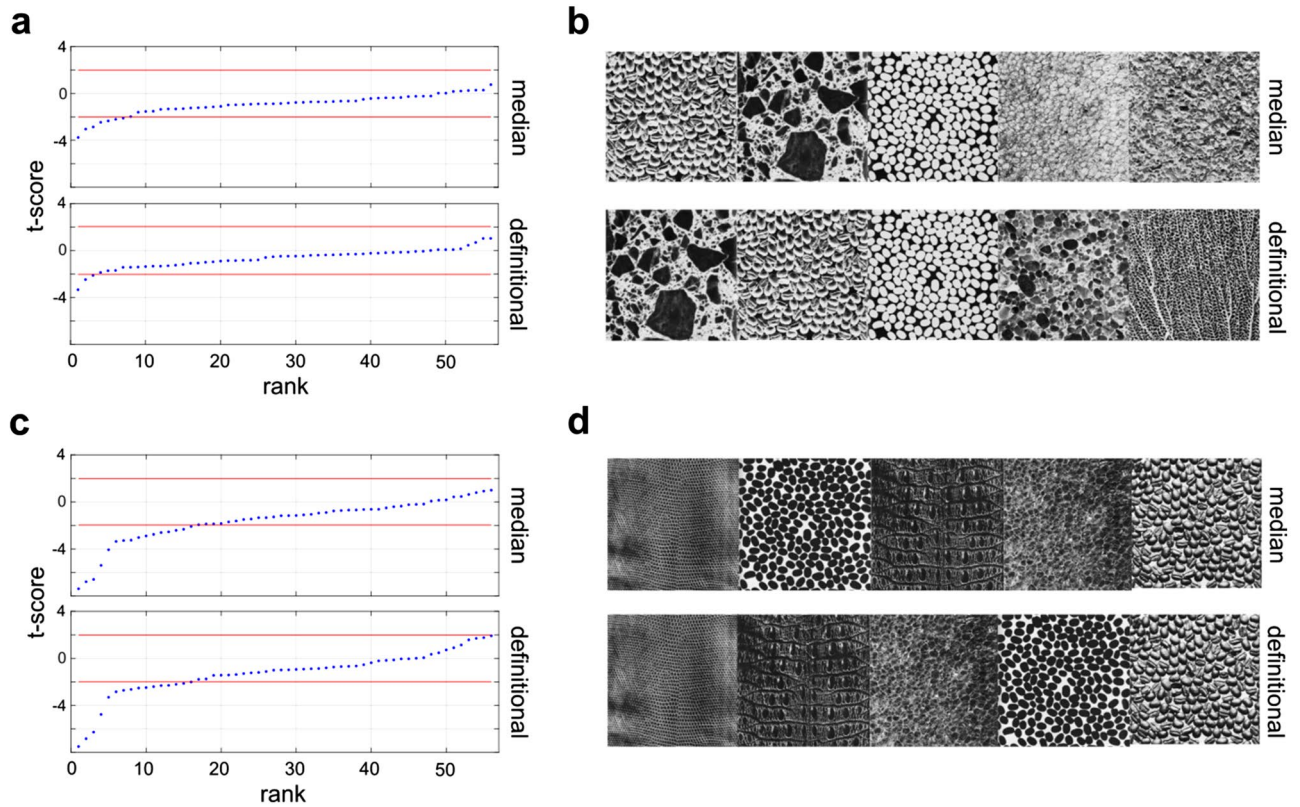 a
4
0
-4
median
4
0
-4
definitional
t-score
0 10 20 30 40 50
rank
b
median
definitional
c
4
0
-4
median
4
0
-4
definitional
t-score
0 10 20 30 40 50
rank
d
median
definitional